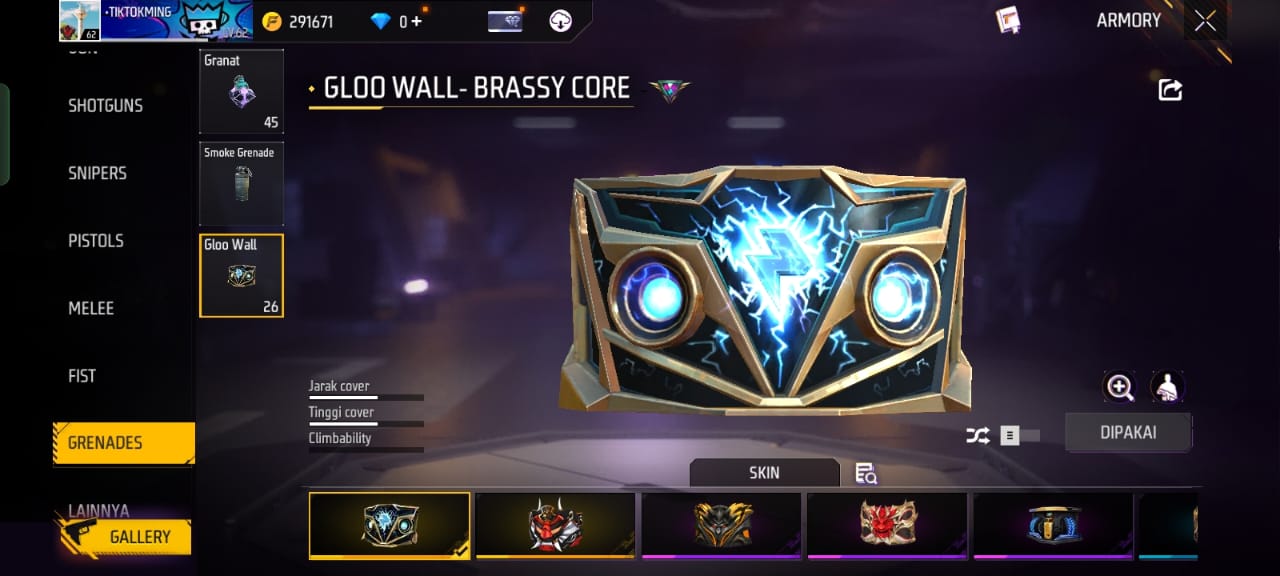 •TIKTOKMING
62
LV.62
291671
0 +
ARMORY
SHOTGUNS
SNIPERS
PISTOLS
MELEE
FIST
GRENADES
LAINNYA
GALLERY
Granat
45
Smoke Grenade
Gloo Wall
26
GLOO WALL- BRASSY CORE
Jarak cover
Tinggi cover
Climbability
DIPAKAI
SKIN